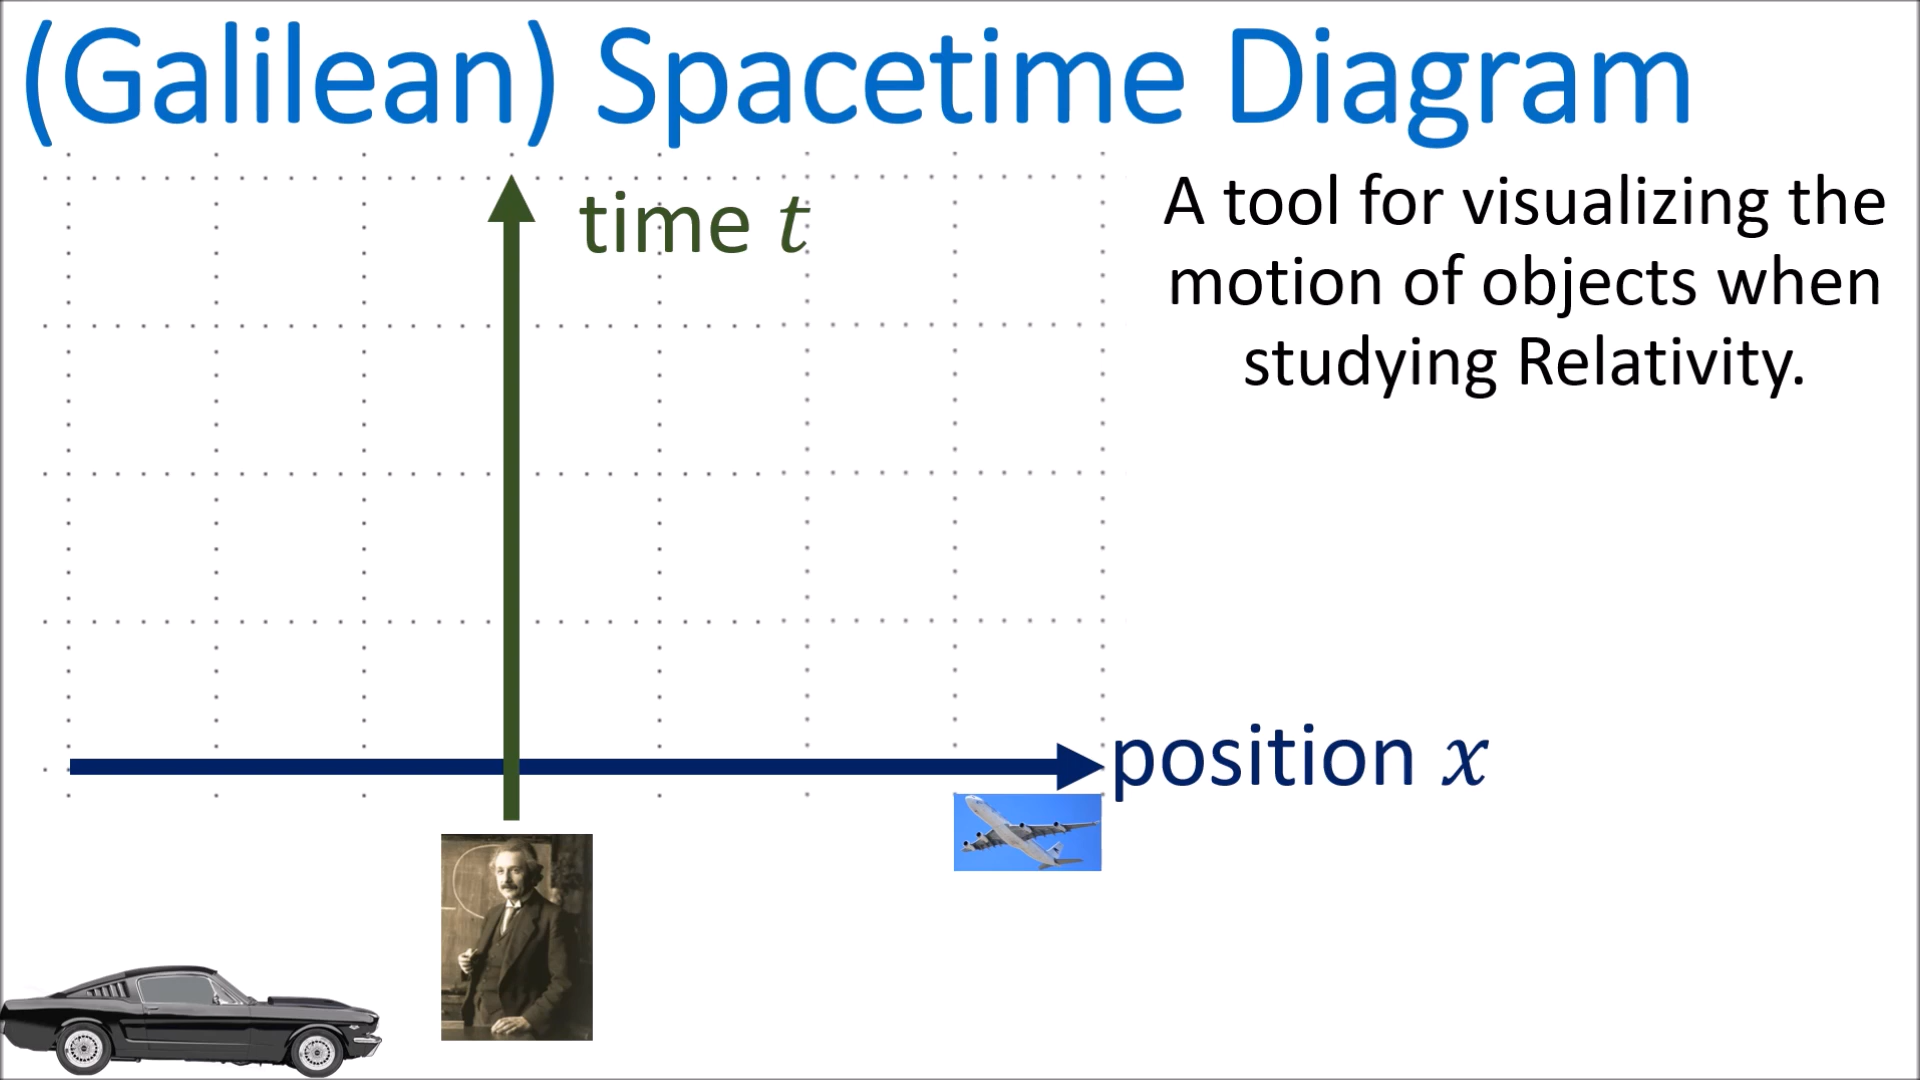 (Galilean) Spacetime Diagram
time t
A tool for visualizing the
motion of objects when
studying Relativity.
position x